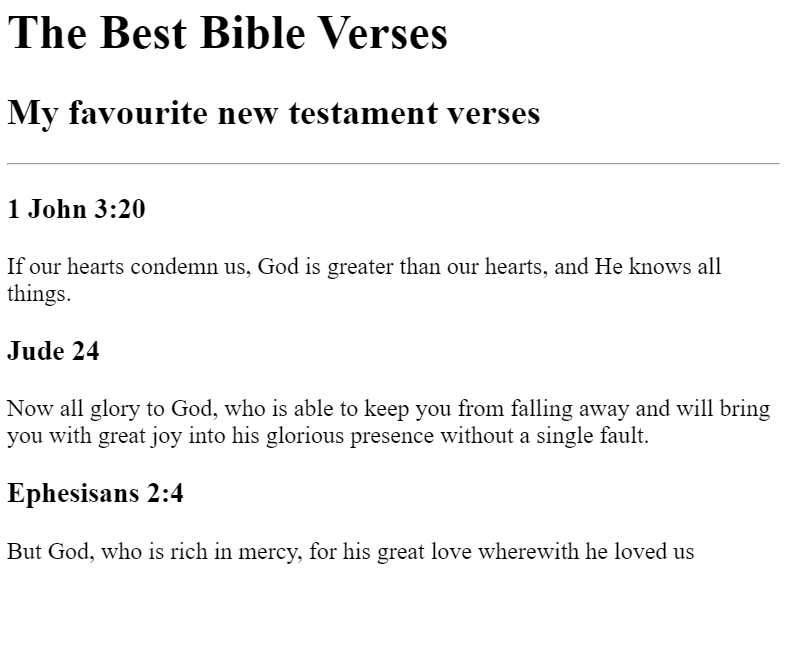 The Best Bible Verses
My favourite new testament verses
1 John 3:20
If our hearts condemn us, God is greater than our hearts, and He knows all
things.
Jude 24
Now all glory to God, who is able to keep you from falling away and will bring
you with great joy into his glorious presence without a single fault.
Ephesisans 2:4
But God, who is rich in mercy, for his great love wherewith he loved us